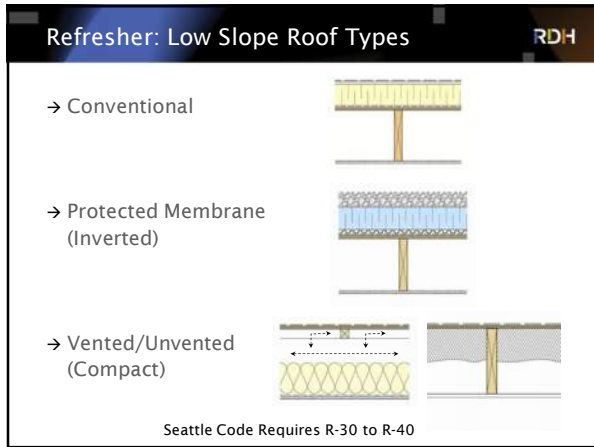 Refresher: Low Slope Roof Types
RDH
→ Conventional
→ Protected Membrane
(Inverted)
→ Vented/Unvented
(Compact)
Seattle Code Requires R-30 to R-40